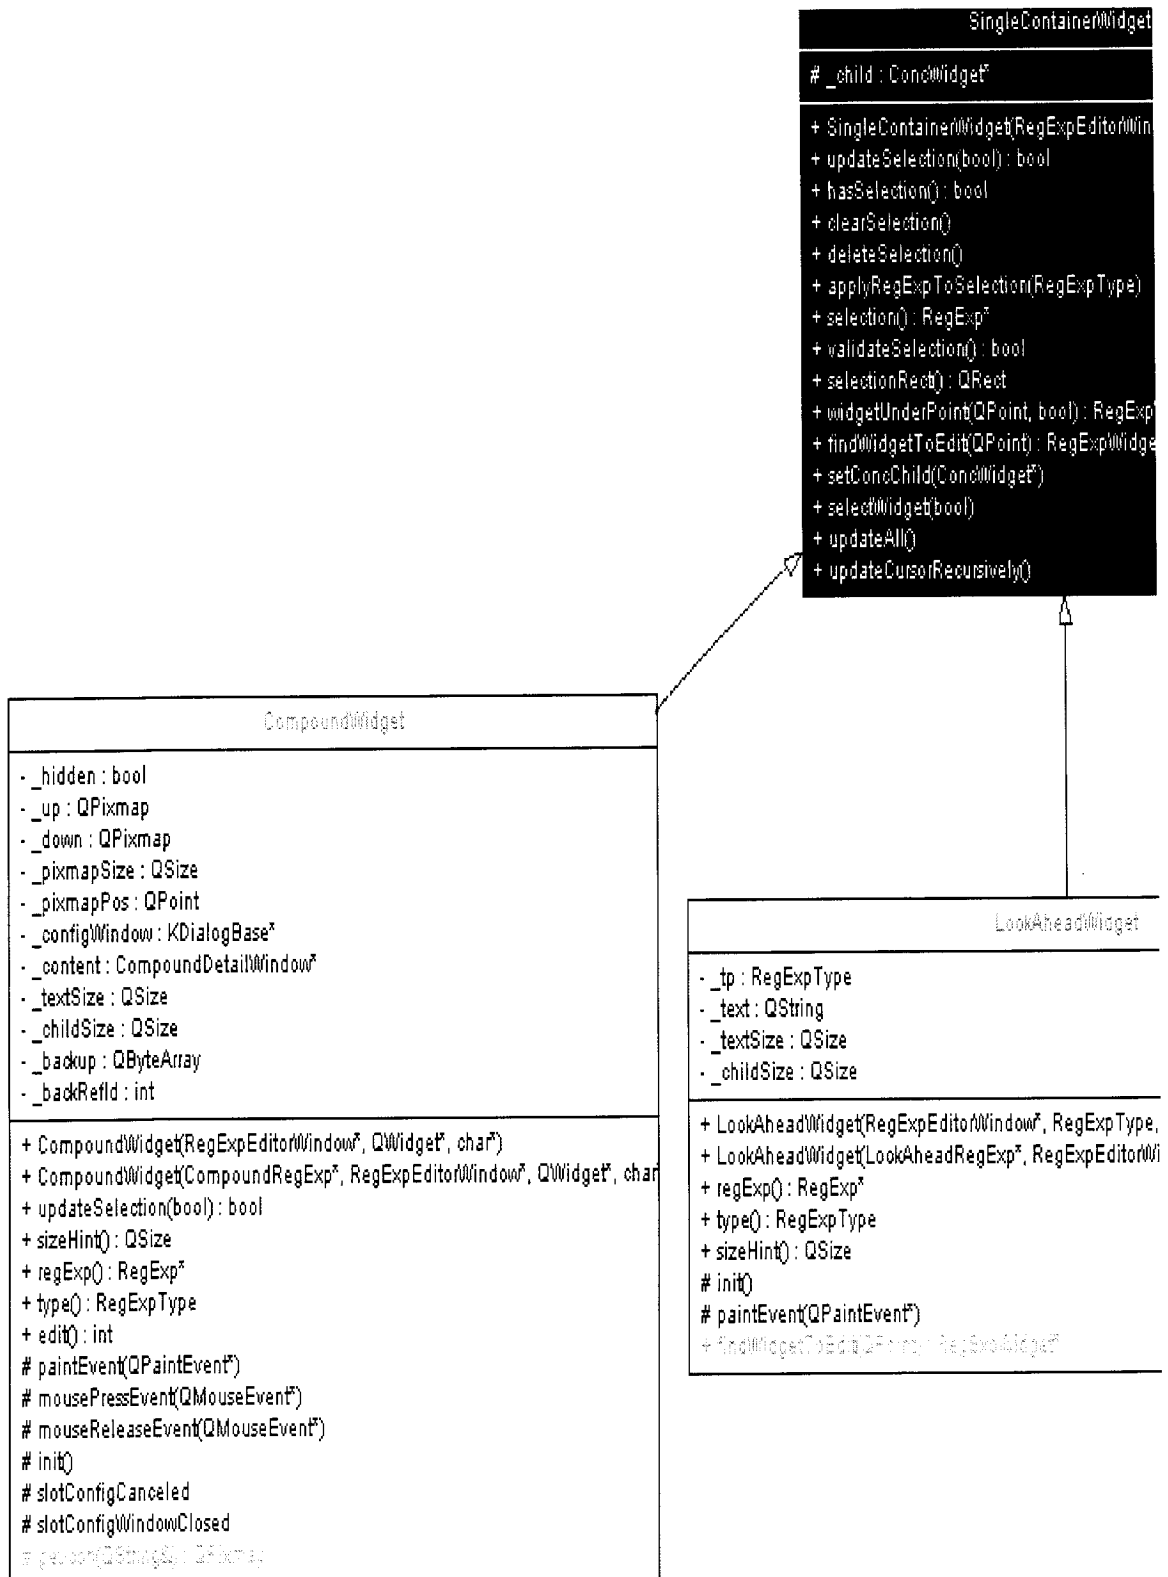 SingleContainerWidget
# _child : ConcWidget*
+ SingleContainerWidget(RegExpEditorWin
+ updateSelection(bool) : bool
+ hasSelection() : bool
+ clearSelection()
+ deleteSelection()
+ applyRegExpToSelection(RegExpType)
+ selection() : RegExp*
+ validateSelection() : bool
+ selectionRect() : QRect
+ widgetUnderPoint(QPoint, bool) : RegExp
+ findWidgetToEdit(QPoint) : RegExpWidge
+ setConcChild(ConcWidget*)
+ selectWidget(bool)
+ updateAll()
+ updateCursorRecursively()
CompoundWidget
- _hidden : bool
- _up : QPixmap
- _down : QPixmap
- _pixmapSize : QSize
- _pixmapPos : QPoint
- _configWindow : KDialogBase*
- _content : CompoundDetailWindow*
- _textSize : QSize
- _childSize : QSize
- _backup : QByteArray
- _backRefId : int
+ CompoundWidget(RegExpEditorWindow*, QWidget*, char*)
+ CompoundWidget(CompoundRegExp*, RegExpEditorWindow*, QWidget*, char
+ updateSelection(bool) : bool
+ sizeHint() : QSize
+ regExp() : RegExp*
+ type() : RegExpType
+ edit() : int
# paintEvent(QPaintEvent*)
# mousePressEvent(QMouseEvent*)
# mouseReleaseEvent(QMouseEvent*)
# init()
# slotConfigCanceled
# slotConfigWindowClosed
LookAheadWidget
- _tp : RegExpType
- _text : QString
- _textSize : QSize
- _childSize : QSize
+ LookAheadWidget(RegExpEditorWindow*, RegExpType,
+ LookAheadWidget(LookAheadRegExp*, RegExpEditorWi
+ regExp() : RegExp*
+ type() : RegExpType
+ sizeHint() : QSize
# init()
# paintEvent(QPaintEvent*)
+ findWidgetToEdit(QPoint) : RegExpWidget*